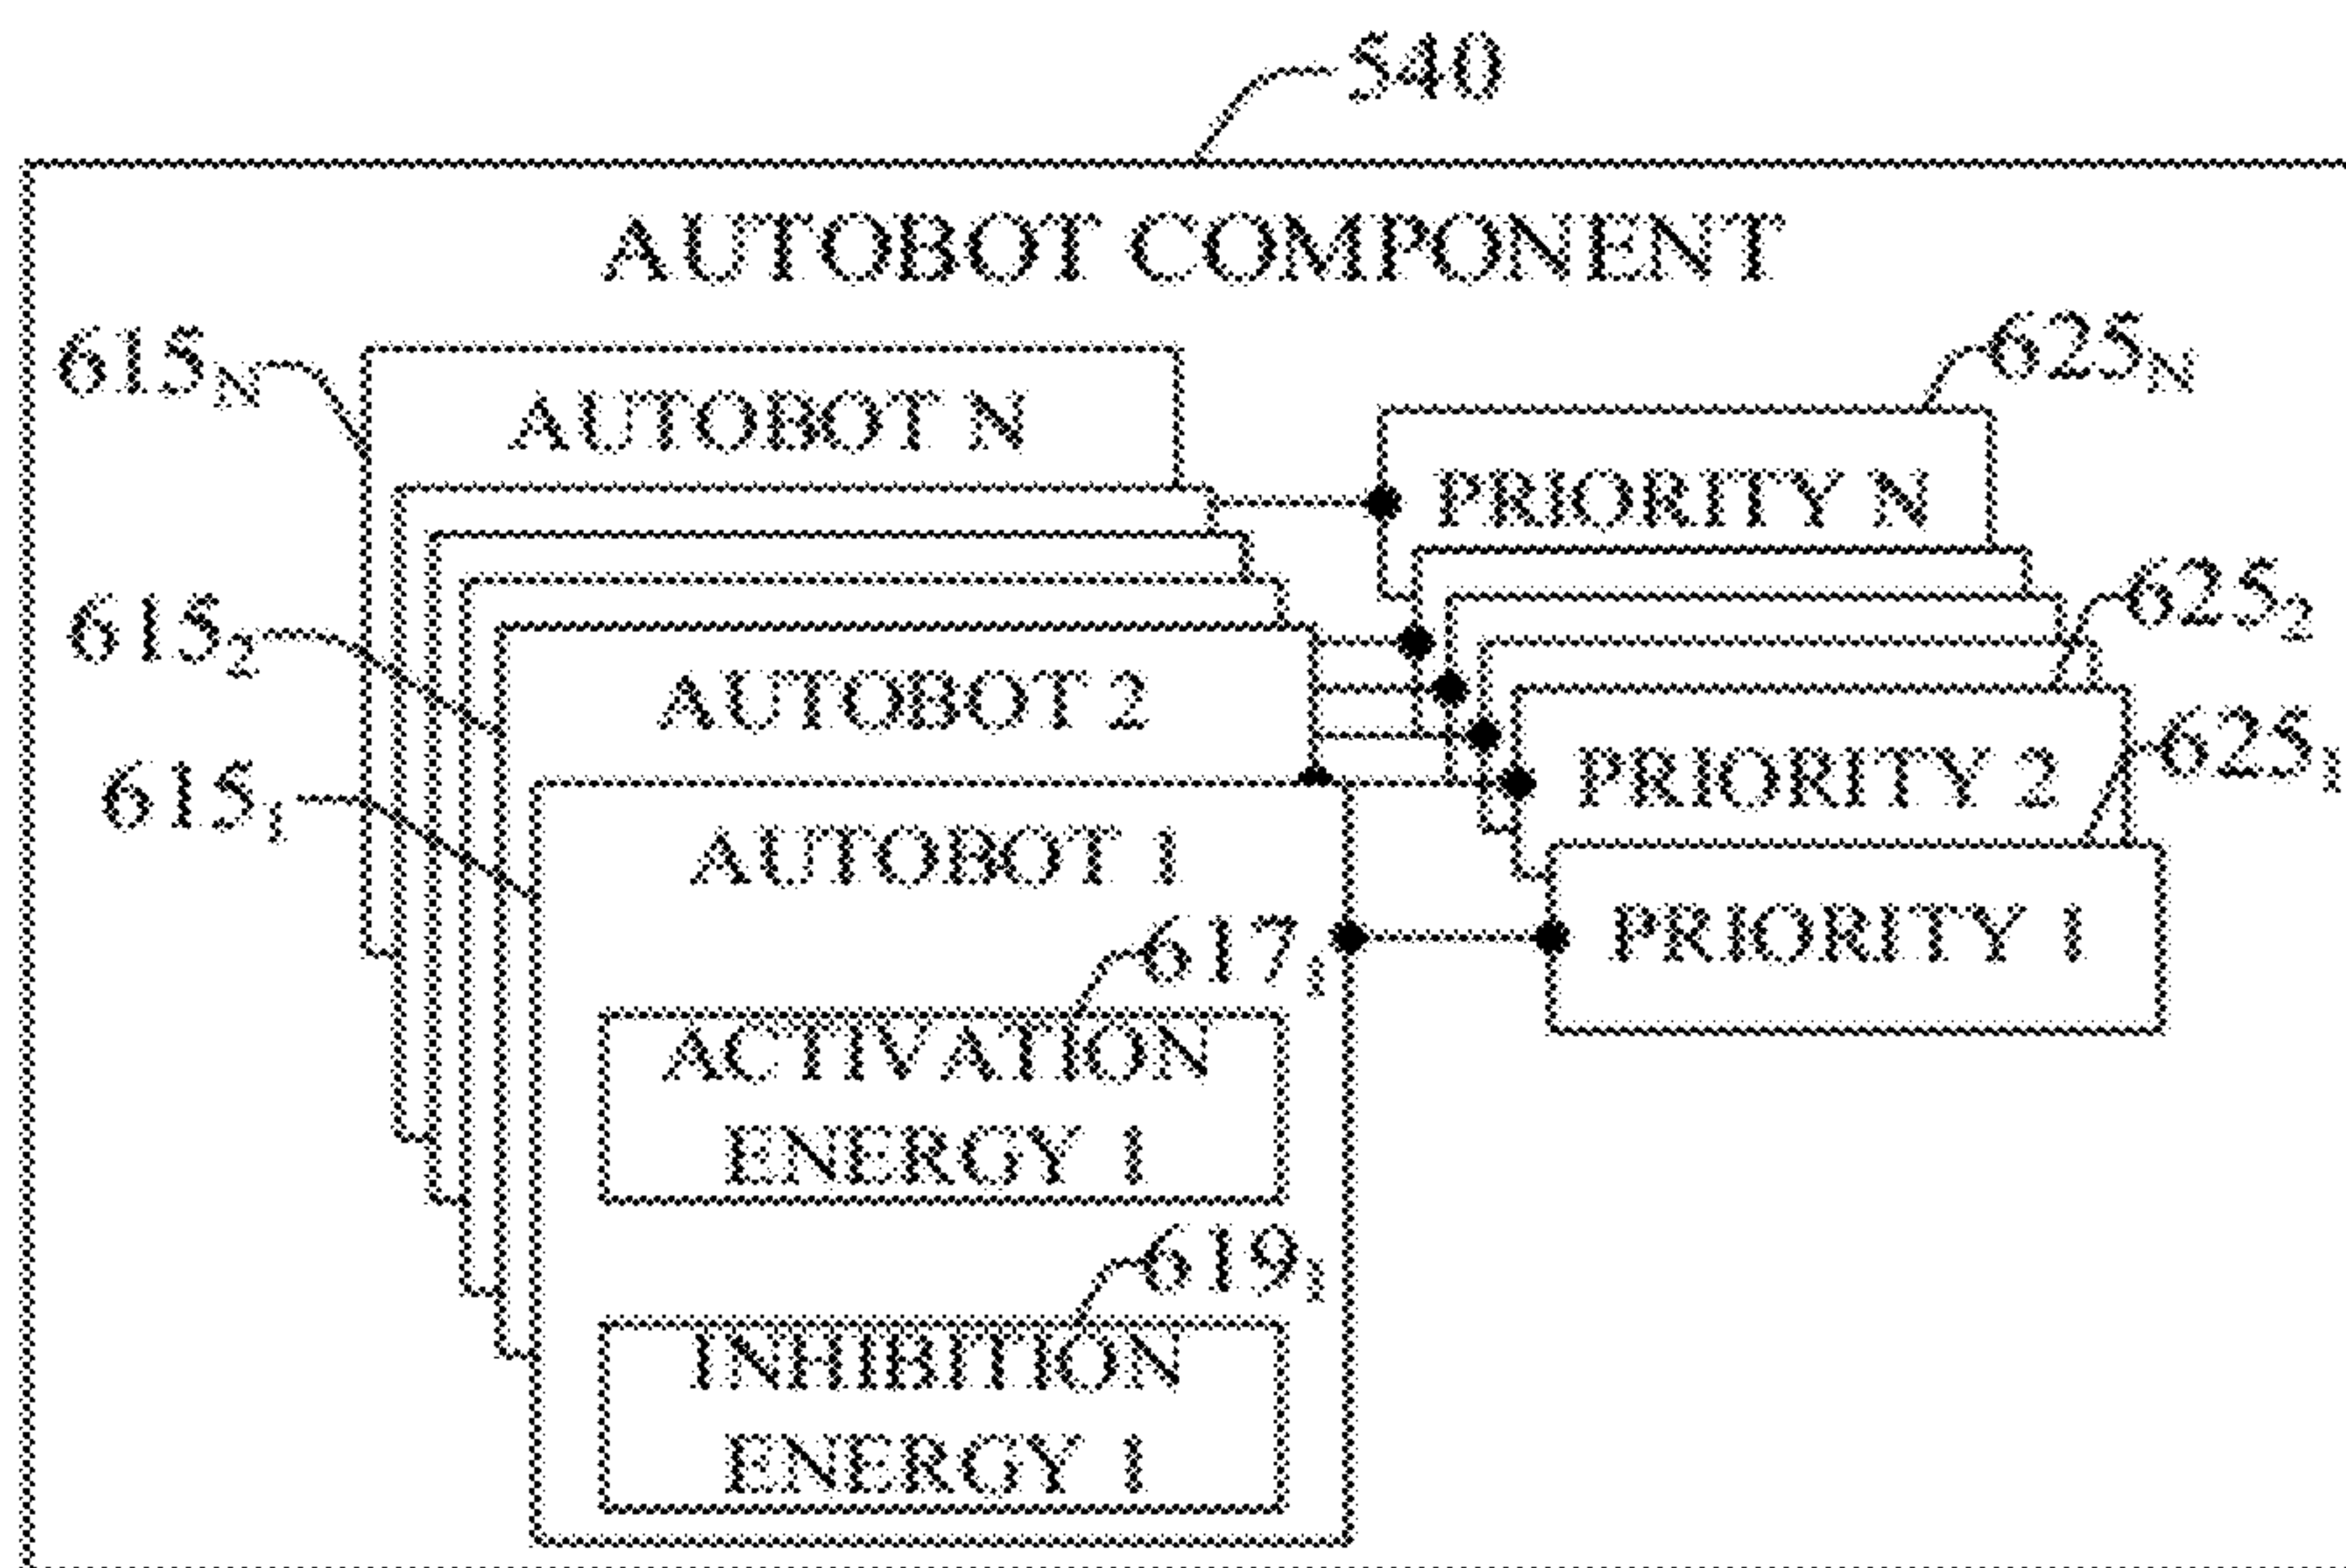 540
AUTOBOT COMPONENT
615N
625N
AUTOBOT N
PRIORITY N
6152
6252
AUTOBOT 2
6251
PRIORITY 2
6151
AUTOBOT 1
6171
PRIORITY 1
ACTIVATION
ENERGY 1
6191
INHIBITION
ENERGY 1